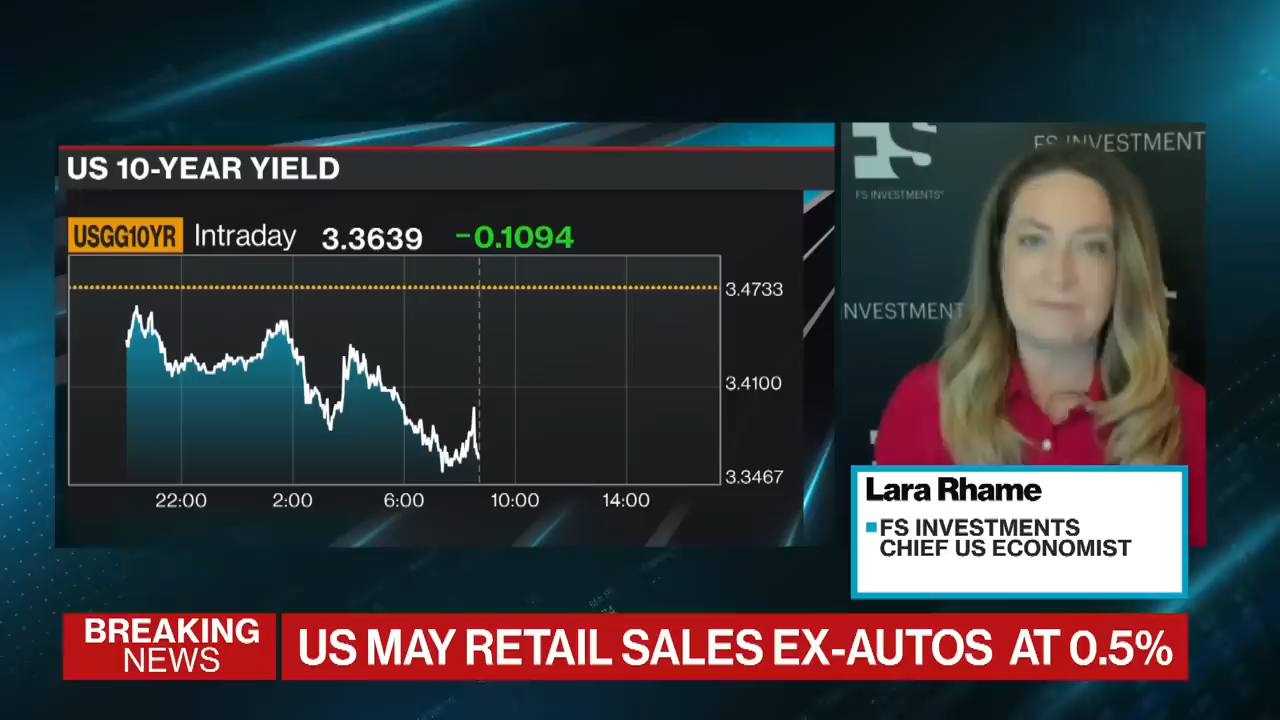 US 10-YEAR YIELD
USGG10YR Intraday 3.3639 -0.1094
3.4733
3.4100
3.3467
22:00 2:00 6:00 10:00 14:00
FS
FS INVESTMENTS
FS INVESTMENT
INVESTMENT
Lara Rhame
FS INVESTMENTS
CHIEF US ECONOMIST
BREAKING
NEWS
US MAY RETAIL SALES EX-AUTOS AT 0.5%